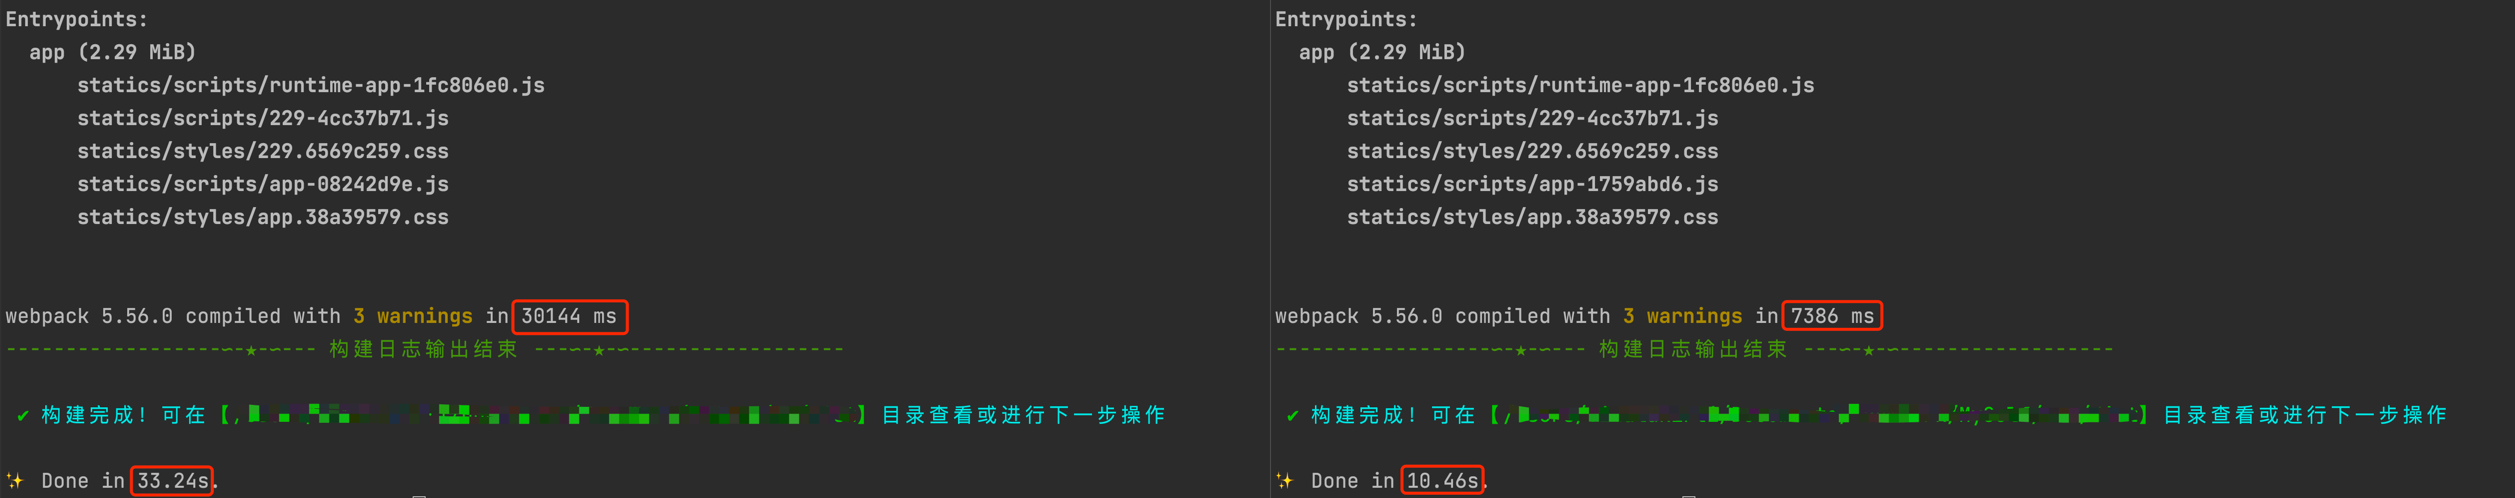 Entrypoints:
app (2.29 MiB)
statics/scripts/runtime-app-1fc806e0.js
statics/scripts/229-4cc37b71.js
statics/styles/229.6569c259.css
statics/scripts/app-08242d9e.js
statics/styles/app.38a39579.css
webpack 5.56.0 compiled with 3 warnings in 30144 ms
------------------~-★-~--- 构建日志输出结束 ---~-★-~------------------
✔ 构建完成！可在【/】目录查看或进行下一步操作
✨ Done in 33.24s.
Entrypoints:
app (2.29 MiB)
statics/scripts/runtime-app-1fc806e0.js
statics/scripts/229-4cc37b71.js
statics/styles/229.6569c259.css
statics/scripts/app-1759abd6.js
statics/styles/app.38a39579.css
webpack 5.56.0 compiled with 3 warnings in 7386 ms
------------------~-★-~--- 构建日志输出结束 ---~-★-~------------------
✔ 构建完成！可在【/】目录查看或进行下一步操作
✨ Done in 10.46s.